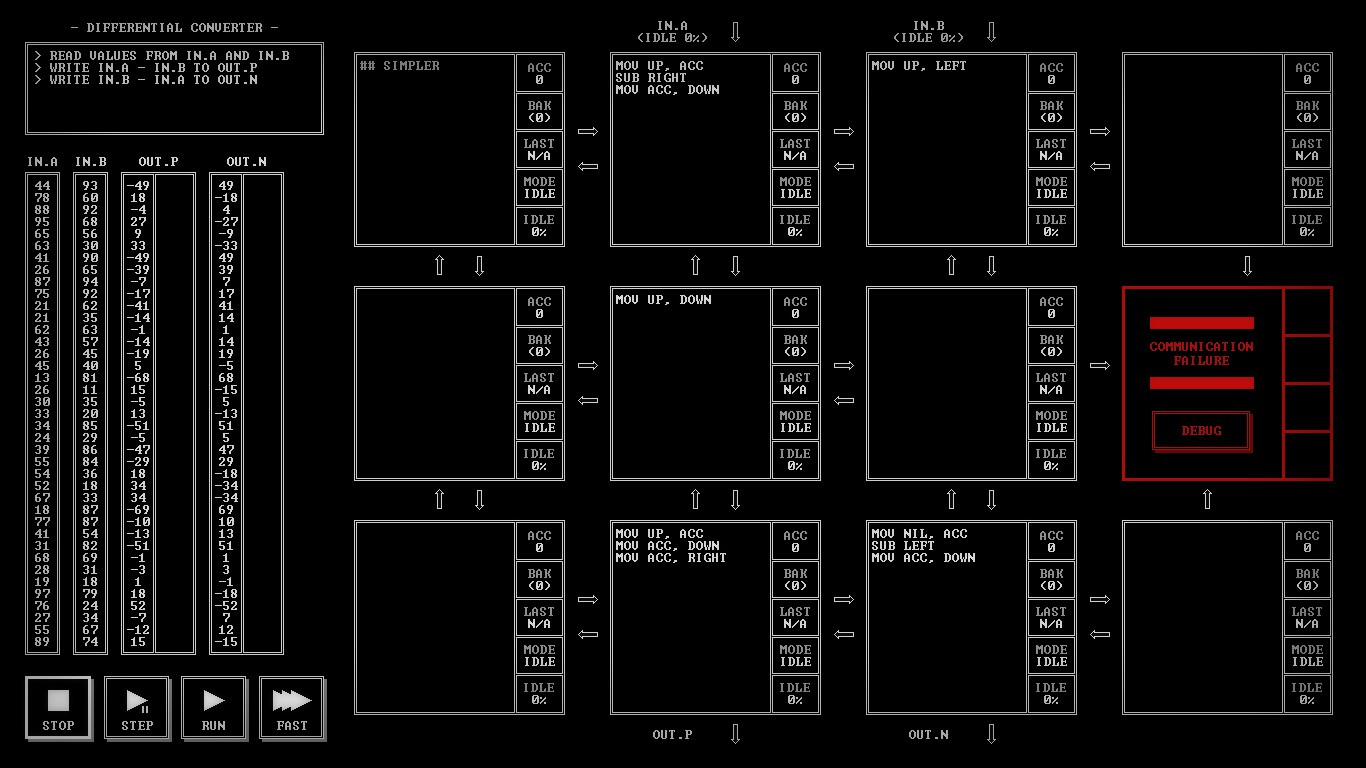 - DIFFERENTIAL CONVERTER -
> READ VALUES FROM IN.A AND IN.B
> WRITE IN.A - IN.B TO OUT.P
> WRITE IN.B - IN.A TO OUT.N
IN.A IN.B OUT.P OUT.N
44 93 -49 49
78 60 18 -18
88 92 -4 4
95 68 27 -27
65 56 9 -9
63 30 33 -33
41 90 -49 49
26 65 -39 39
87 94 -7 7
75 92 -17 17
21 62 -41 41
21 35 -14 14
62 63 -1 1
43 57 -14 14
26 45 -19 19
45 40 5 -5
13 81 -68 68
26 11 15 -15
30 35 -5 5
33 20 13 -13
34 85 -51 51
24 29 -5 5
39 86 -47 47
55 84 -29 29
54 36 18 -18
52 18 34 -34
67 33 34 -34
18 87 -69 69
77 87 -10 10
41 54 -13 13
31 82 -51 51
68 69 -1 1
28 31 -3 3
19 18 1 -1
97 79 18 -18
76 24 52 -52
27 34 -7 7
55 67 -12 12
89 74 15 -15
STOP
STEP
RUN
FAST
IN.A
(IDLE 0%)
IN.B
(IDLE 0%)
## SIMPLER
ACC
0
BAK
(0)
LAST
N/A
MODE
IDLE
IDLE
0%
MOV UP, ACC
SUB RIGHT
MOV ACC, DOWN
ACC
0
BAK
(0)
LAST
N/A
MODE
IDLE
IDLE
0%
MOV UP, LEFT
ACC
0
BAK
(0)
LAST
N/A
MODE
IDLE
IDLE
0%
ACC
0
BAK
(0)
LAST
N/A
MODE
IDLE
IDLE
0%
ACC
0
BAK
(0)
LAST
N/A
MODE
IDLE
IDLE
0%
MOV UP, DOWN
ACC
0
BAK
(0)
LAST
N/A
MODE
IDLE
IDLE
0%
ACC
0
BAK
(0)
LAST
N/A
MODE
IDLE
IDLE
0%
COMMUNICATION
FAILURE
DEBUG
ACC
0
BAK
(0)
LAST
N/A
MODE
IDLE
IDLE
0%
MOV UP, ACC
MOV ACC, DOWN
MOV ACC, RIGHT
ACC
0
BAK
(0)
LAST
N/A
MODE
IDLE
IDLE
0%
MOV NIL, ACC
SUB LEFT
MOV ACC, DOWN
ACC
0
BAK
(0)
LAST
N/A
MODE
IDLE
IDLE
0%
ACC
0
BAK
(0)
LAST
N/A
MODE
IDLE
IDLE
0%
OUT.P
OUT.N